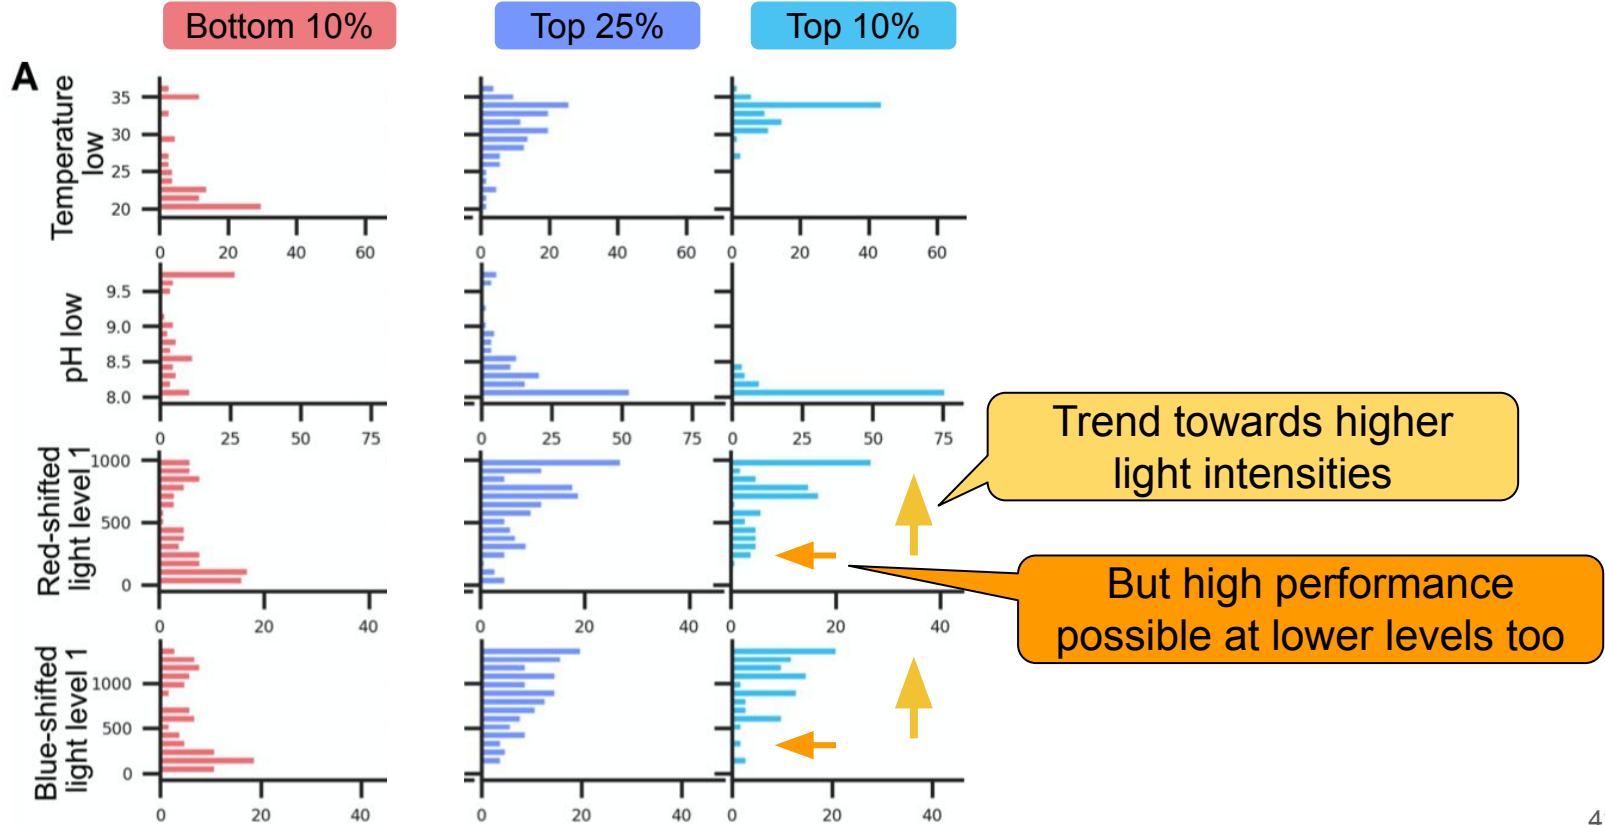 Bottom 10%
Top 25%
Top 10%
A
Temperature
low
35
30
25
20
0 20 40 60
0 20 40 60
0 20 40 60
pH low
9.5
9.0
8.5
8.0
0 25 50 75
0 25 50 75
0 25 50 75
Trend towards higher
light intensities
Red-shifted
light level 1
1000
500
0
0 20 40
0 20 40
0 20 40
But high performance
possible at lower levels too
Blue-shifted
light level 1
1000
500
0
0 20 40
0 20 40
0 20 40